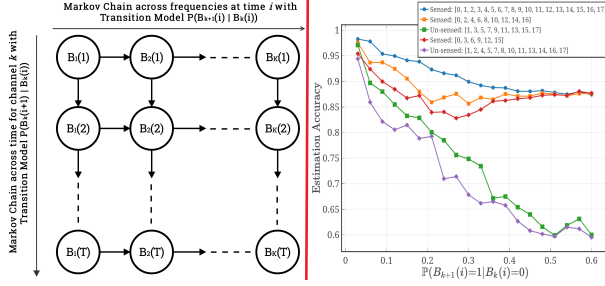 Markov Chain across frequencies at time i with
Transition Model P(Bₖ₊₁(i) | Bₖ(i))
Markov Chain across time for channel k with
Transition Model P(Bₖ(i+1) | Bₖ(i))
B₁(1) B₂(1) Bₖ(1)
B₁(2) B₂(2) Bₖ(2)
B₁(T) B₂(T) Bₖ(T)
Sensed: [0, 1, 2, 3, 4, 5, 6, 7, 8, 9, 10, 11, 12, 13, 14, 15, 16, 17]
Sensed: [0, 2, 4, 6, 8, 10, 12, 14, 16]
Un-sensed: [1, 3, 5, 7, 9, 11, 13, 15, 17]
Sensed: [0, 3, 6, 9, 12, 15]
Un-sensed: [1, 2, 4, 5, 7, 8, 10, 11, 13, 14, 16, 17]
1
0.95
0.9
0.85
0.8
0.75
0.7
0.65
0.6
Estimation Accuracy
0 0.1 0.2 0.3 0.4 0.5 0.6
ℙ(Bₖ₊₁(i)=1|Bₖ(i)=0)